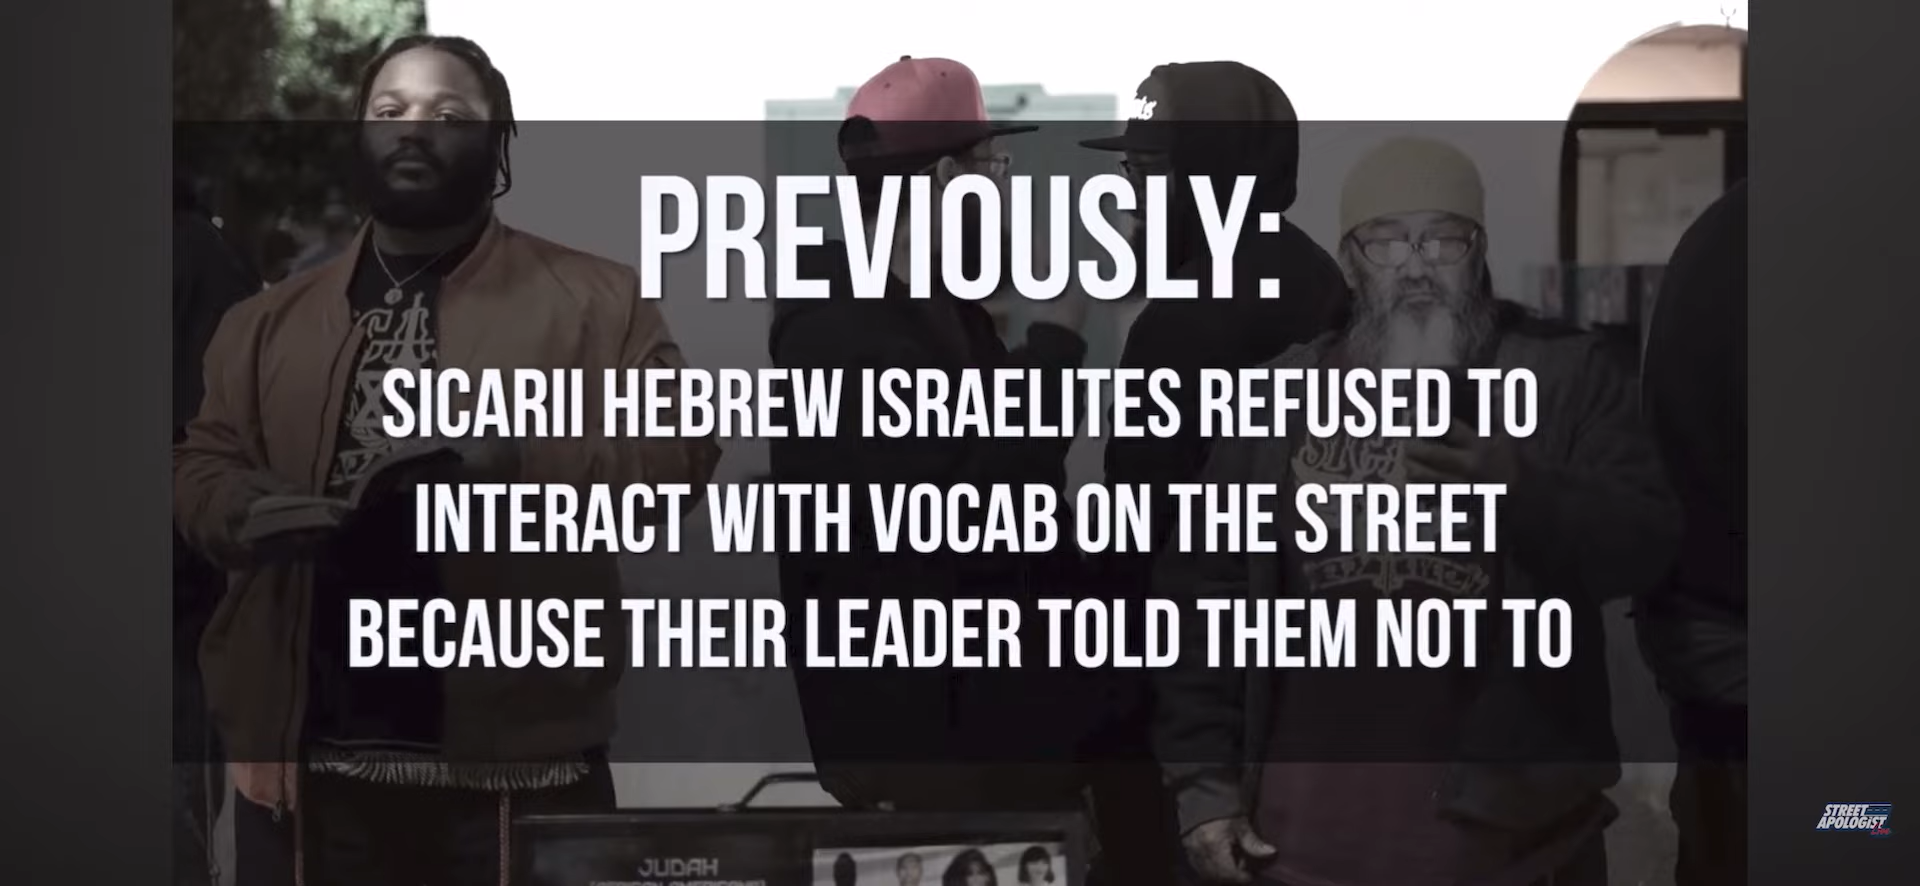 PREVIOUSLY:
SICARII HEBREW ISRAELITES REFUSED TO
INTERACT WITH VOCAB ON THE STREET
BECAUSE THEIR LEADER TOLD THEM NOT TO
JUDAH
STREET
APOLOGIST
Live